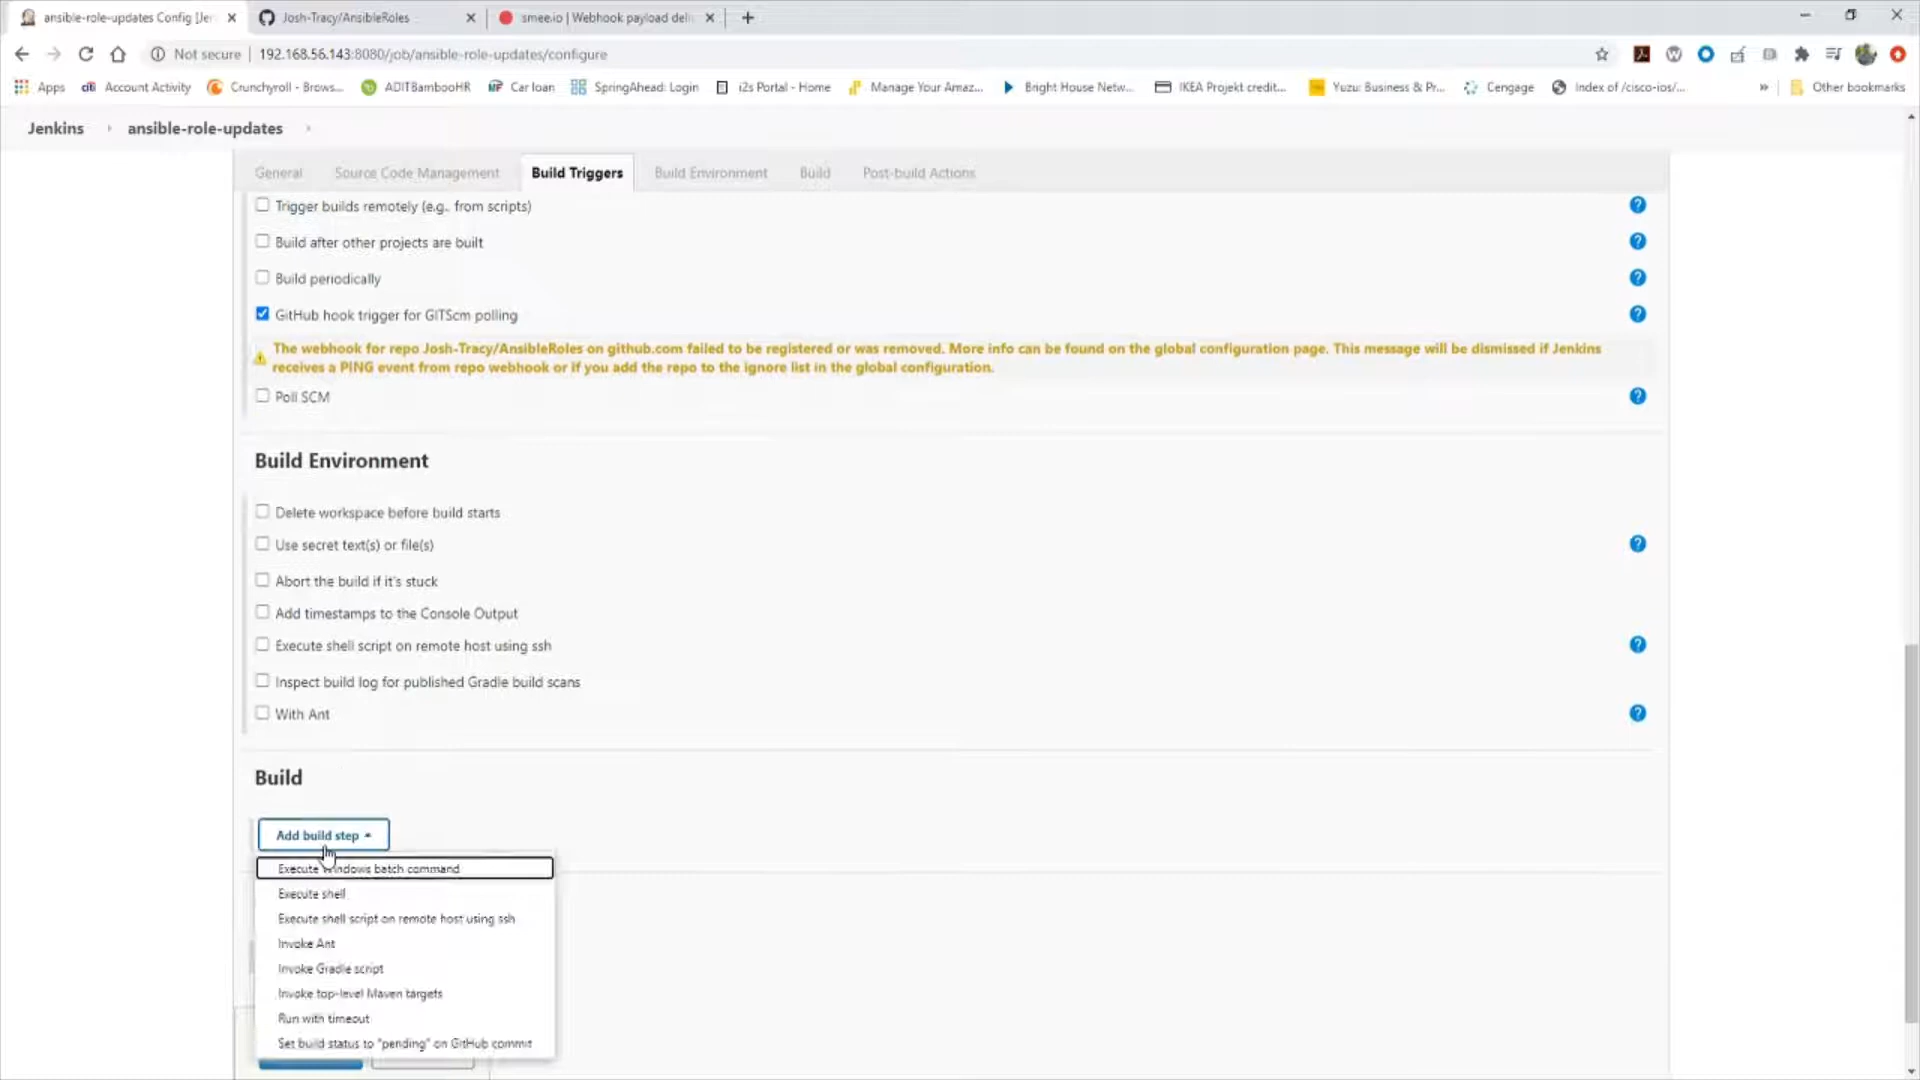 ansible-role-updates Config [Jen
Josh-Tracy/AnsibleRoles
smee.io | Webhook payload deli
Not secure
192.168.56.143:8080/job/ansible-role-updates/configure
Apps
citi
Account Activity
Crunchyroll - Brows...
ADITBambooHR
Car loan
SpringAhead: Login
i2s Portal - Home
Manage Your Amaz...
Bright House Netw...
IKEA Projekt credit...
Yuzu: Business & Pr...
Cengage
Index of /cisco-ios/...
»
Other bookmarks
Jenkins
ansible-role-updates
General
Source Code Management
Build Triggers
Build Environment
Build
Post-build Actions
Trigger builds remotely (e.g., from scripts)
Build after other projects are built
Build periodically
GitHub hook trigger for GITScm polling
The webhook for repo Josh-Tracy/AnsibleRoles on github.com failed to be registered or was removed. More info can be found on the global configuration page. This message will be dismissed if Jenkins
receives a PING event from repo webhook or if you add the repo to the ignore list in the global configuration.
Poll SCM
Build Environment
Delete workspace before build starts
Use secret text(s) or file(s)
Abort the build if it's stuck
Add timestamps to the Console Output
Execute shell script on remote host using ssh
Inspect build log for published Gradle build scans
With Ant
Build
Add build step
Execute Windows batch command
Execute shell
Execute shell script on remote host using ssh
Invoke Ant
Invoke Gradle script
Invoke top-level Maven targets
Run with timeout
Set build status to "pending" on GitHub commit